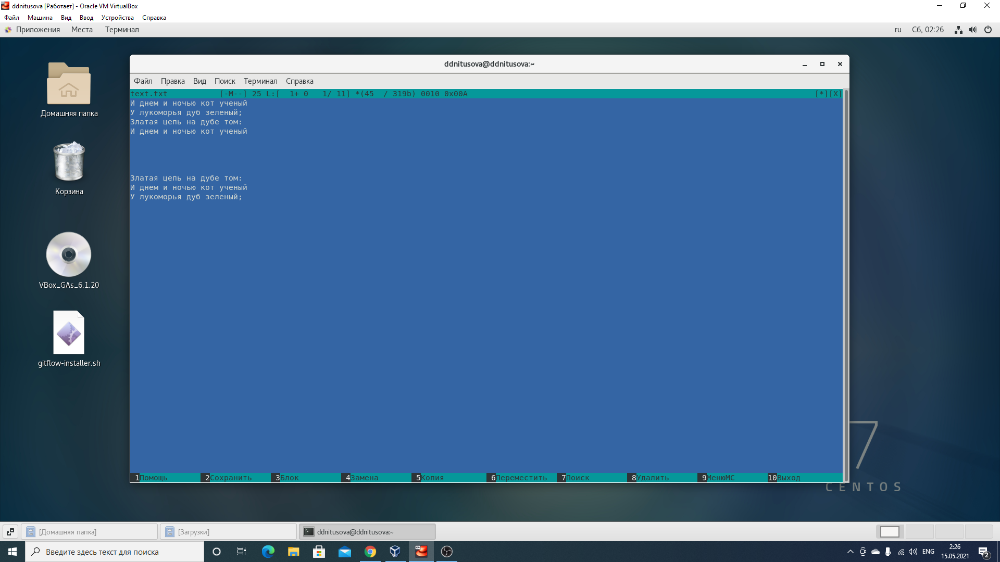 ddnitusova [Работает] - Oracle VM VirtualBox
Файл Машина Вид Ввод Устройства Справка
Приложения Места Терминал ru Сб, 02:26
ddnitusova@ddnitusova:~
Файл Правка Вид Поиск Терминал Справка
text.txt [-M--] 25 L:[ 1+ 0 1/ 11] *(45 / 319b) 0010 0x00A [*][X]
И днем и ночью кот ученый
У лукоморья дуб зеленый;
Златая цепь на дубе том:
И днем и ночью кот ученый
Златая цепь на дубе том:
И днем и ночью кот ученый
У лукоморья дуб зеленый;
1Помощь 2Сохранить 3Блок 4Замена 5Копия 6Переместить 7Поиск 8Удалить 9МенюМС 10Выход
Домашняя папка
Корзина
VBox_GAs_6.1.20
gitflow-installer.sh
7
CENTOS
[Домашняя папка] [Загрузки] ddnitusova@ddnitusova:~
Введите здесь текст для поиска
64
ENG
2:26
15.05.2021
2